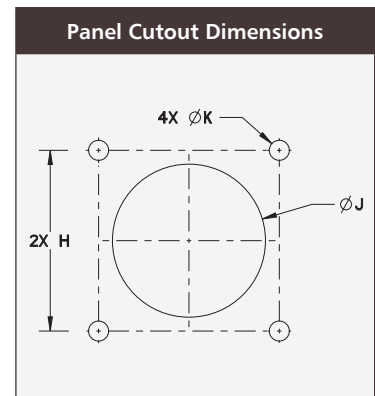 Panel Cutout Dimensions
4X ∅K
∅J
2X H